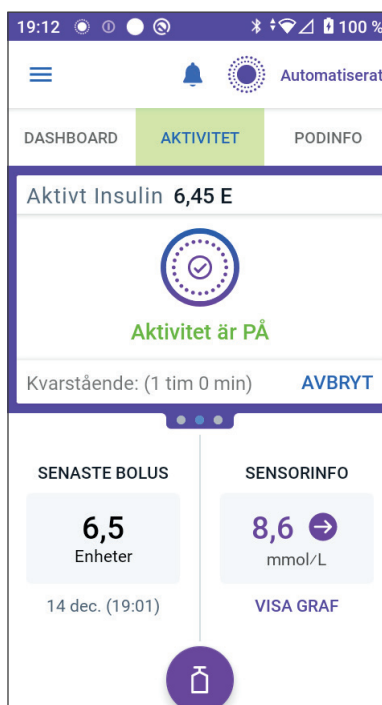 19:12 100 %
Automatiserat
DASHBOARD AKTIVITET PODINFO
Aktivt Insulin 6,45 E
Aktivitet är PÅ
Kvarstående: (1 tim 0 min) AVBRYT
SENASTE BOLUS
6,5
Enheter
14 dec. (19:01)
SENSORINFO
8,6
mmol/L
VISA GRAF